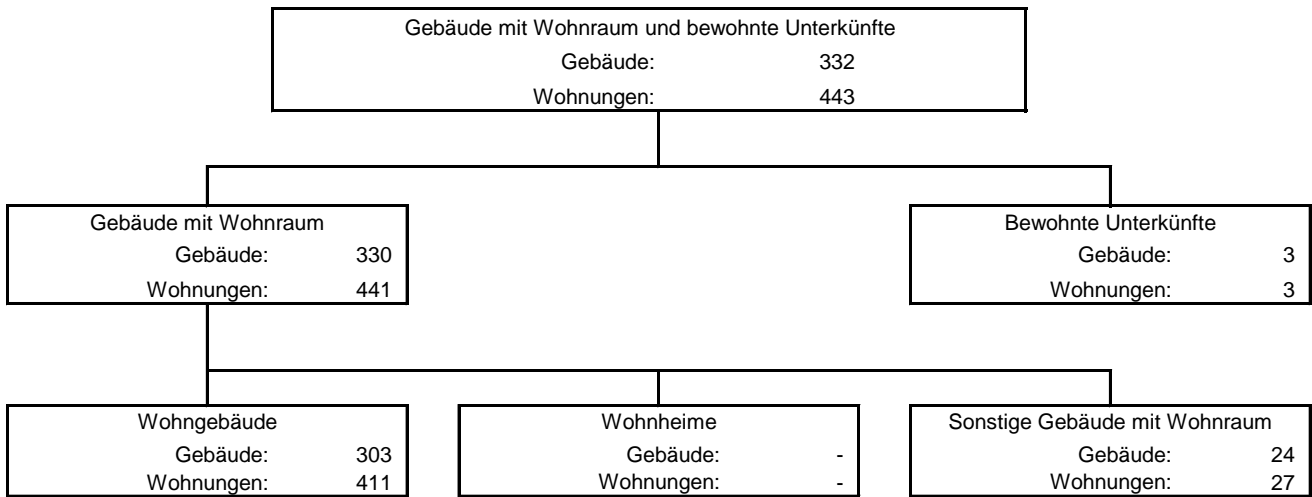 Gebäude mit Wohnraum und bewohnte Unterkünfte
Gebäude: 332
Wohnungen: 443
Gebäude mit Wohnraum
Gebäude: 330
Wohnungen: 441
Bewohnte Unterkünfte
Gebäude: 3
Wohnungen: 3
Wohngebäude
Gebäude: 303
Wohnungen: 411
Wohnheime
Gebäude: -
Wohnungen: -
Sonstige Gebäude mit Wohnraum
Gebäude: 24
Wohnungen: 27